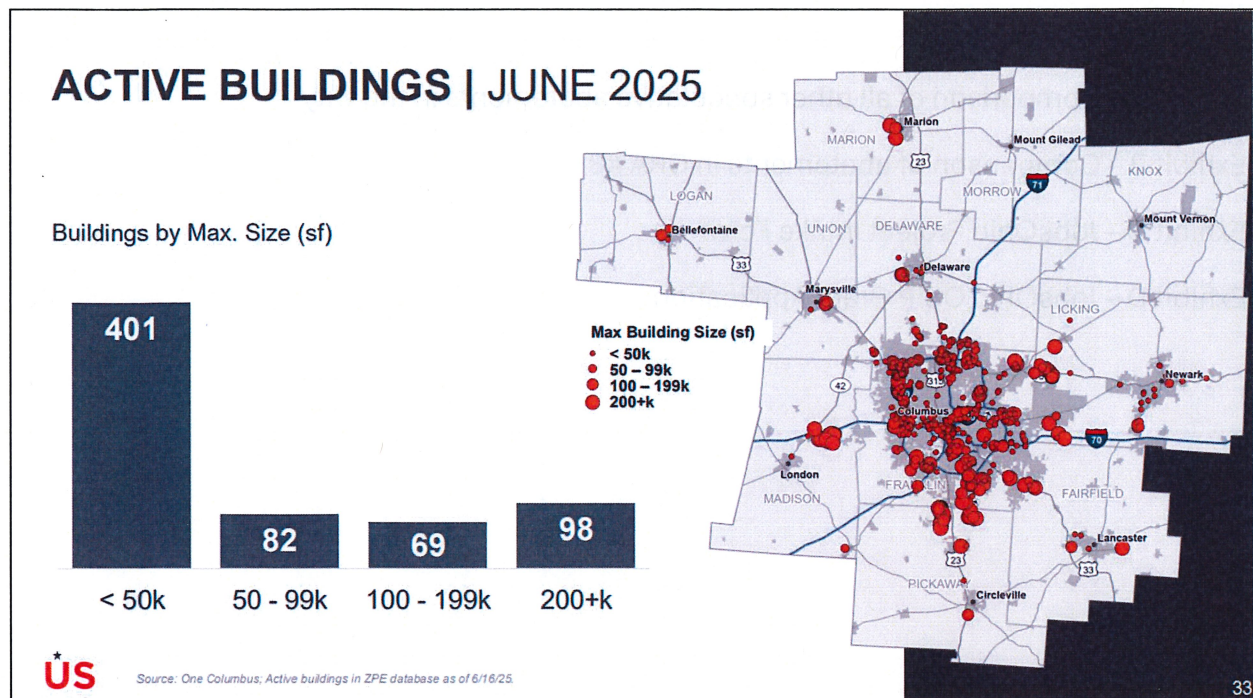 ACTIVE BUILDINGS | JUNE 2025
Buildings by Max. Size (sf)
401
82
69
98
< 50k
50 - 99k
100 - 199k
200+k
Max Building Size (sf)
< 50k
50 – 99k
100 – 199k
200+k
Marion
MARION
Mount Gilead
23
71
KNOX
MORROW
LOGAN
Mount Vernon
Bellefontaine
UNION
DELAWARE
33
Delaware
Marysville
LICKING
42
315
Newark
Columbus
70
London
MADISON
FRANKLIN
FAIRFIELD
Lancaster
23
33
PICKAWAY
Circleville
US
Source: One Columbus; Active buildings in ZPE database as of 6/16/25.
33